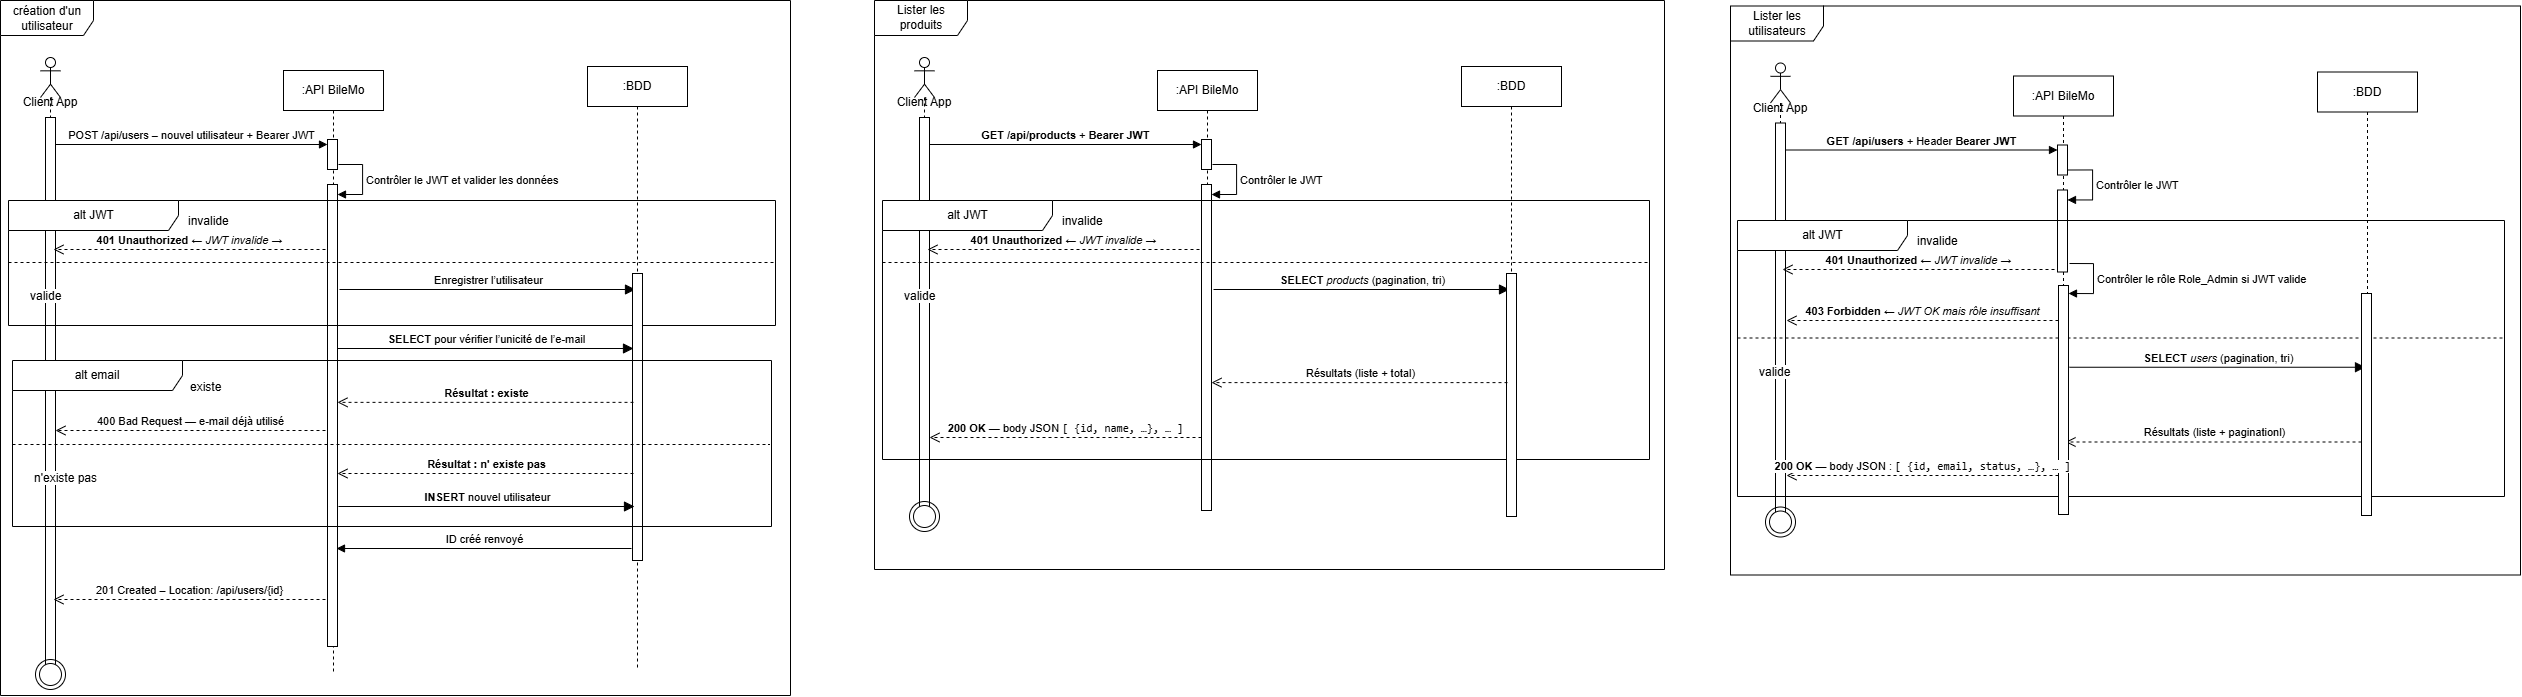 création d'un
utilisateur
Client App
:API BileMo
:BDD
POST /api/users – nouvel utilisateur + Bearer JWT
Contrôler le JWT et valider les données
alt JWT
invalide
401 Unauthorized ← JWT invalide →
Enregistrer l'utilisateur
valide
SELECT pour vérifier l'unicité de l'e-mail
alt email
existe
Résultat : existe
400 Bad Request — e-mail déjà utilisé
Résultat : n' existe pas
n'existe pas
INSERT nouvel utilisateur
ID créé renvoyé
201 Created – Location: /api/users/{id}
Lister les
produits
Client App
:API BileMo
:BDD
GET /api/products + Bearer JWT
Contrôler le JWT
alt JWT
invalide
401 Unauthorized ← JWT invalide →
SELECT products (pagination, tri)
valide
Résultats (liste + total)
200 OK — body JSON [ {id, name, …}, … ]
Lister les
utilisateurs
Client App
:API BileMo
:BDD
GET /api/users + Header Bearer JWT
Contrôler le JWT
alt JWT
invalide
401 Unauthorized ← JWT invalide →
Contrôler le rôle Role_Admin si JWT valide
403 Forbidden ← JWT OK mais rôle insuffisant
SELECT users (pagination, tri)
valide
Résultats (liste + paginationl)
200 OK — body JSON : [ {id, email, status, …}, … ]